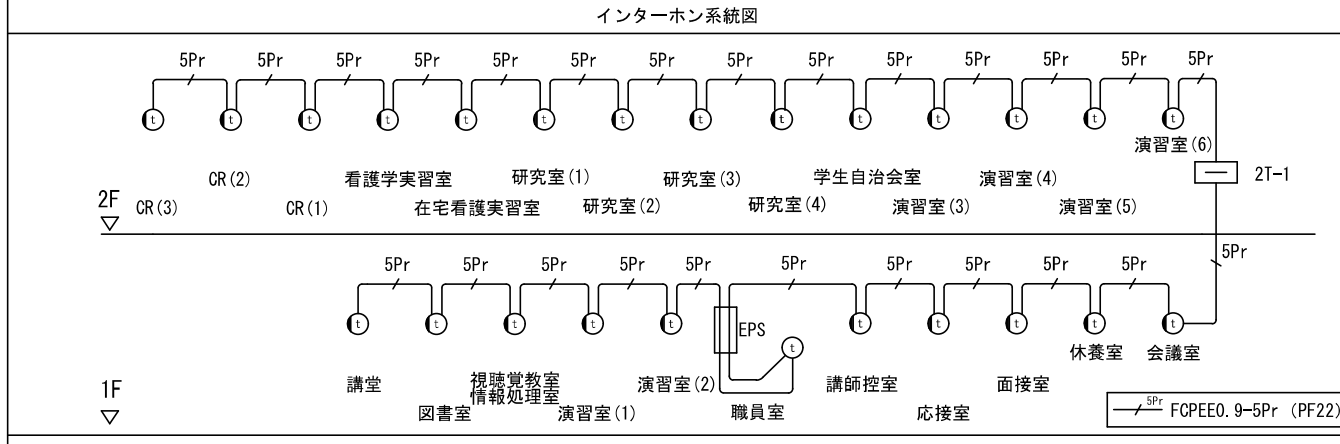 インターホン系統図
5Pr 5Pr 5Pr 5Pr 5Pr 5Pr 5Pr 5Pr 5Pr 5Pr 5Pr 5Pr 5Pr 5Pr
t t t t t t t t t t t t t t
演習室(6)
2T-1
CR(2) 看護学実習室 研究室(1) 研究室(3) 学生自治会室 演習室(4)
2F CR(3) CR(1) 在宅看護実習室 研究室(2) 研究室(4) 演習室(3) 演習室(5)
5Pr
5Pr 5Pr 5Pr 5Pr 5Pr 5Pr 5Pr 5Pr 5Pr 5Pr
t t t t t t t t t t
EPS
t
休養室 会議室
講堂 視聴覚教室 演習室(2) 講師控室 面接室
情報処理室
1F 図書室 演習室(1) 職員室 応接室
5Pr FCPEE0.9-5Pr (PF22)